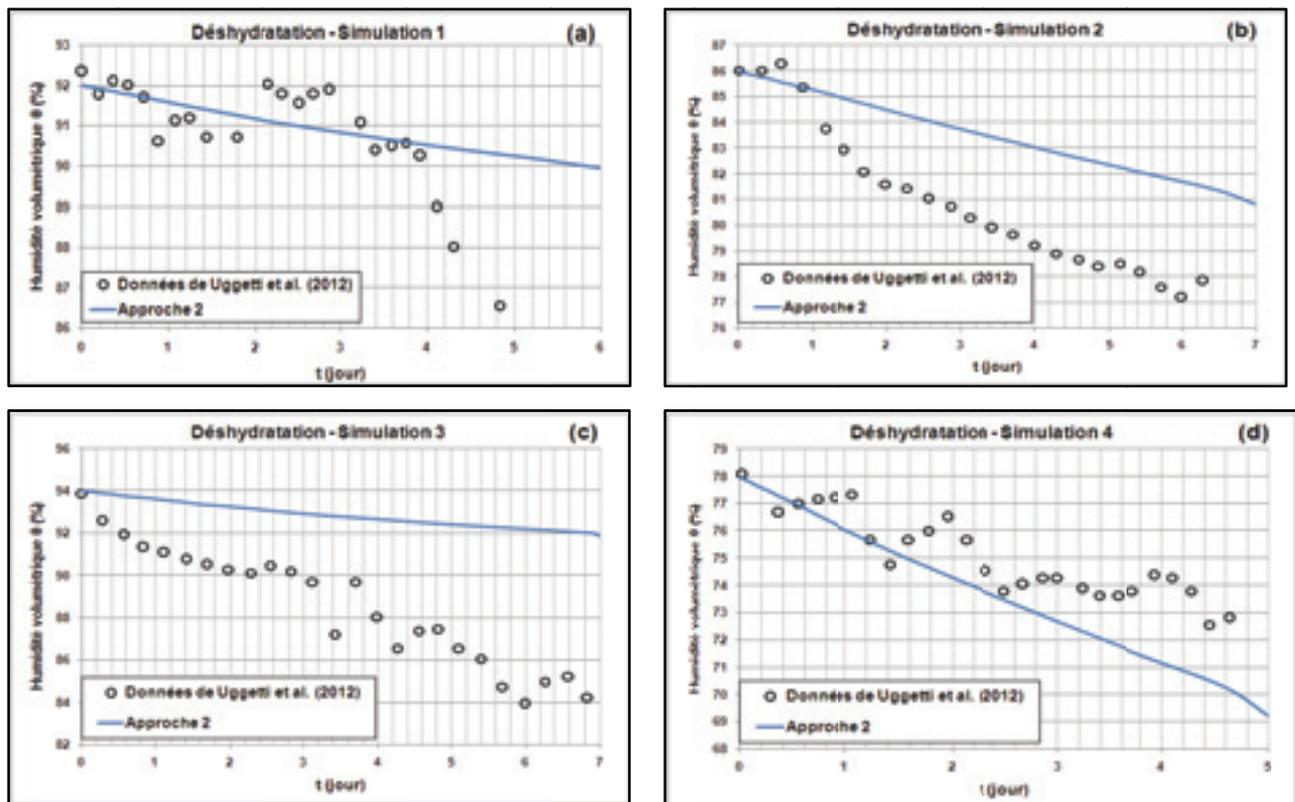 Déshydratation - Simulation 1 (a)
Humidité volumétrique θ (%)
93
92
91
90
89
88
87
86
Données de Uggetti et al. (2012)
Approche 2
0 1 2 3 4 5 6
t (jour)
Déshydratation - Simulation 2 (b)
Humidité volumétrique θ (%)
87
86
85
84
83
82
81
80
79
78
77
76
Données de Uggetti et al. (2012)
Approche 2
0 1 2 3 4 5 6 7
t (jour)
Déshydratation - Simulation 3 (c)
Humidité volumétrique θ (%)
96
94
92
90
88
86
84
82
Données de Uggetti et al. (2012)
Approche 2
0 1 2 3 4 5 6 7
t (jour)
Déshydratation - Simulation 4 (d)
Humidité volumétrique θ (%)
79
78
77
76
75
74
73
72
71
70
69
68
Données de Uggetti et al. (2012)
Approche 2
0 1 2 3 4 5
t (jour)